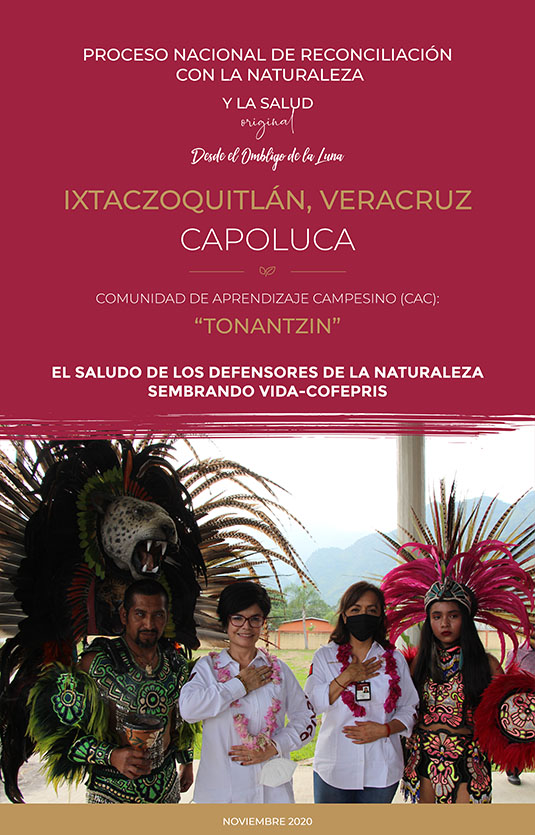 PROCESO NACIONAL DE RECONCILIACIÓN
CON LA NATURALEZA
Y LA SALUD
original
Desde el Ombligo de la Luna
IXTACZOQUITLÁN, VERACRUZ
CAPOLUCA
COMUNIDAD DE APRENDIZAJE CAMPESINO (CAC):
“TONANTZIN”
EL SALUDO DE LOS DEFENSORES DE LA NATURALEZA
SEMBRANDO VIDA-COFEPRIS
NOVIEMBRE 2020